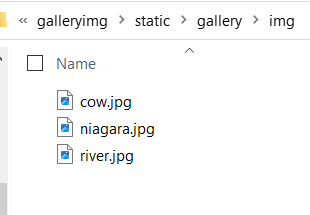 « galleryimg > static > gallery > img
Name
cow.jpg
niagara.jpg
river.jpg